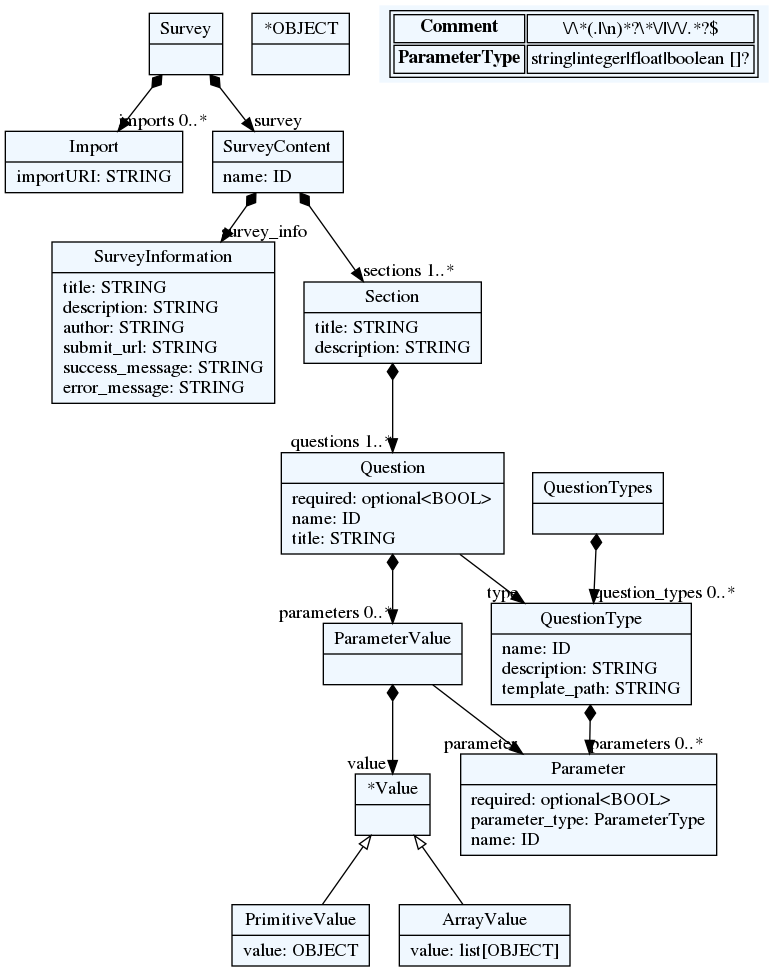 Survey
*OBJECT
Comment
\/\*(.|\n)*?\*\/|\/\/.*?$
ParameterType
string|integer|float|boolean []?
imports 0..*
survey
Import
importURI: STRING
SurveyContent
name: ID
survey_info
sections 1..*
SurveyInformation
title: STRING
description: STRING
author: STRING
submit_url: STRING
success_message: STRING
error_message: STRING
Section
title: STRING
description: STRING
questions 1..*
Question
required: optional<BOOL>
name: ID
title: STRING
QuestionTypes
parameters 0..*
type
question_types 0..*
ParameterValue
QuestionType
name: ID
description: STRING
template_path: STRING
value
parameter
parameters 0..*
*Value
Parameter
required: optional<BOOL>
parameter_type: ParameterType
name: ID
PrimitiveValue
value: OBJECT
ArrayValue
value: list[OBJECT]